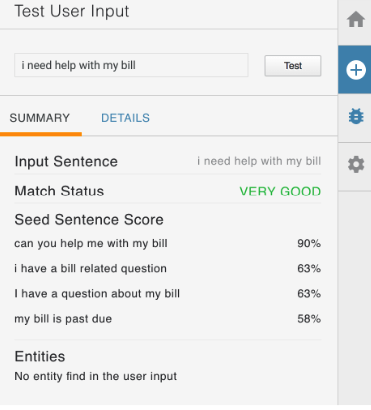 Test User Input
i need help with my bill
Test
SUMMARY DETAILS
Input Sentence i need help with my bill
Match Status VERY GOOD
Seed Sentence Score
can you help me with my bill 90%
i have a bill related question 63%
I have a question about my bill 63%
my bill is past due 58%
Entities
No entity find in the user input